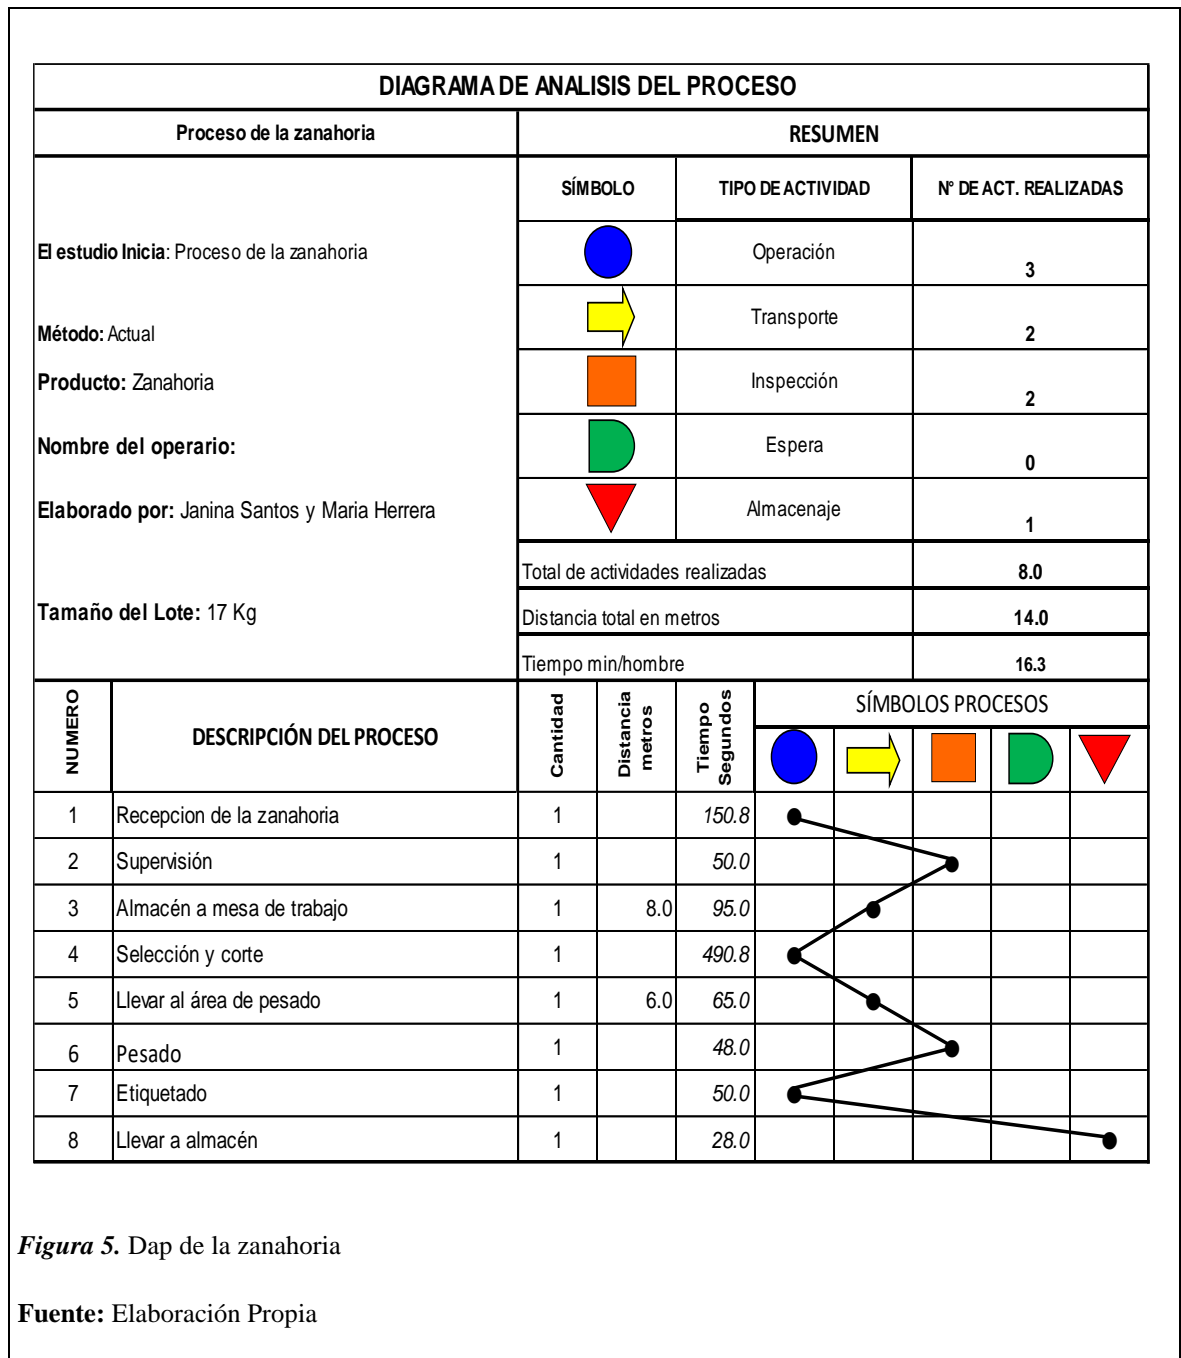 DIAGRAMA DE ANALISIS DEL PROCESO
Proceso de la zanahoria RESUMEN
SÍMBOLO TIPO DE ACTIVIDAD N° DE ACT. REALIZADAS
El estudio Inicia: Proceso de la zanahoria Operación 3
Método: Actual Transporte 2
Producto: Zanahoria Inspección 2
Nombre del operario: Espera 0
Elaborado por: Janina Santos y Maria Herrera Almacenaje 1
Total de actividades realizadas 8.0
Tamaño del Lote: 17 Kg Distancia total en metros 14.0
Tiempo min/hombre 16.3
NUMERO DESCRIPCIÓN DEL PROCESO Cantidad Distancia metros Tiempo Segundos SÍMBOLOS PROCESOS
1 Recepcion de la zanahoria 1 150.8
2 Supervisión 1 50.0
3 Almacén a mesa de trabajo 1 8.0 95.0
4 Selección y corte 1 490.8
5 Llevar al área de pesado 1 6.0 65.0
6 Pesado 1 48.0
7 Etiquetado 1 50.0
8 Llevar a almacén 1 28.0
Figura 5. Dap de la zanahoria
Fuente: Elaboración Propia